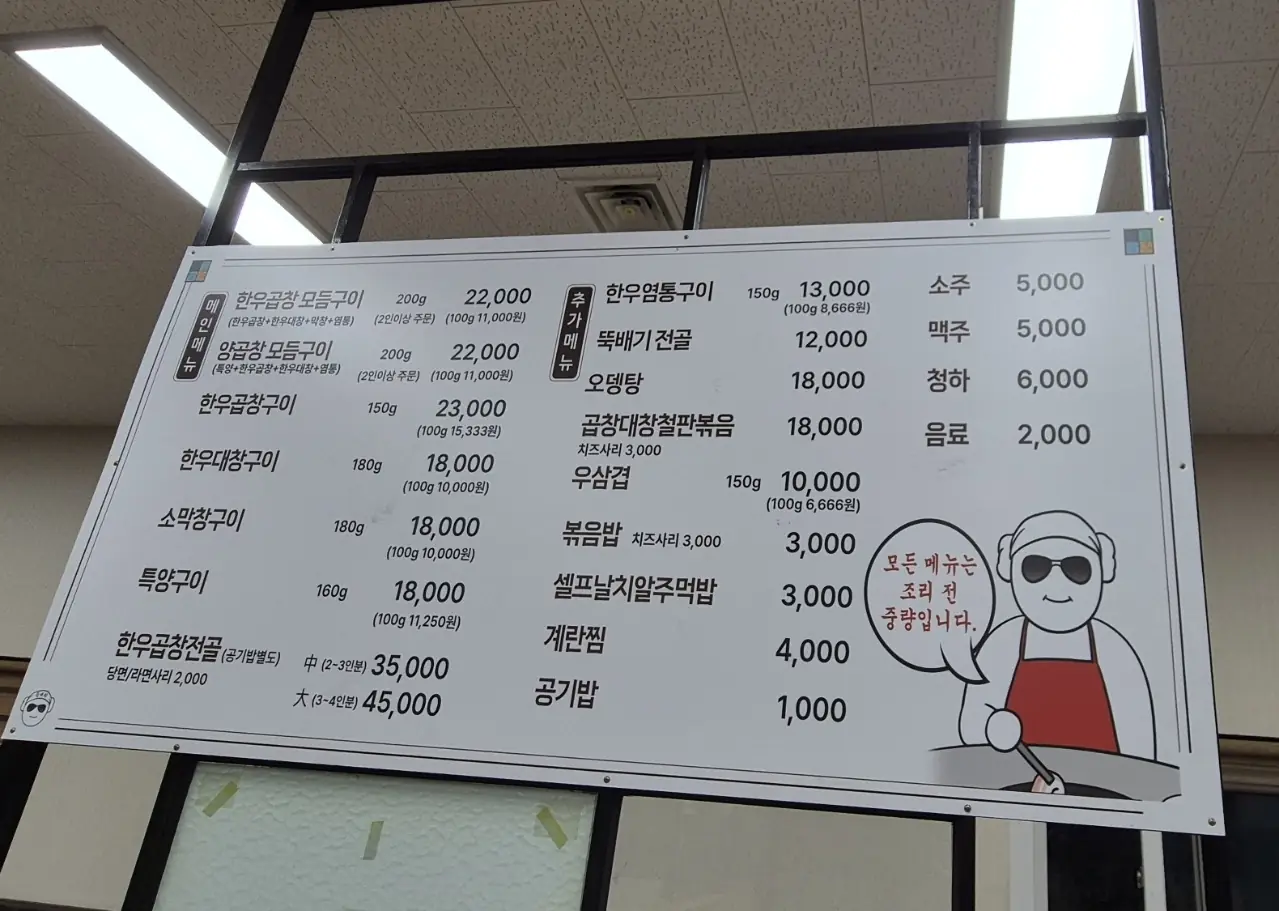 메인메뉴
한우곱창 모듬구이 200g 22,000
(한우곱창+한우대창+막창+염통) (2인이상 주문) (100g 11,000원)
양곱창 모듬구이 200g 22,000
(특양+한우곱창+한우대창+염통) (2인이상 주문) (100g 11,000원)
한우곱창구이 150g 23,000
(100g 15,333원)
한우대창구이 180g 18,000
(100g 10,000원)
소막창구이 180g 18,000
(100g 10,000원)
특양구이 160g 18,000
(100g 11,250원)
한우곱창전골 (공기밥별도) 中 (2~3인분) 35,000
당면/라면사리 2,000
大 (3~4인분) 45,000
추가메뉴
한우염통구이 150g 13,000
(100g 8,666원)
뚝배기 전골 12,000
오뎅탕 18,000
곱창대창철판볶음 18,000
치즈사리 3,000
우삼겹 150g 10,000
(100g 6,666원)
볶음밥 치즈사리 3,000 3,000
셀프날치알주먹밥 3,000
계란찜 4,000
공기밥 1,000
소주 5,000
맥주 5,000
청하 6,000
음료 2,000
모든 메뉴는
조리 전
중량입니다.